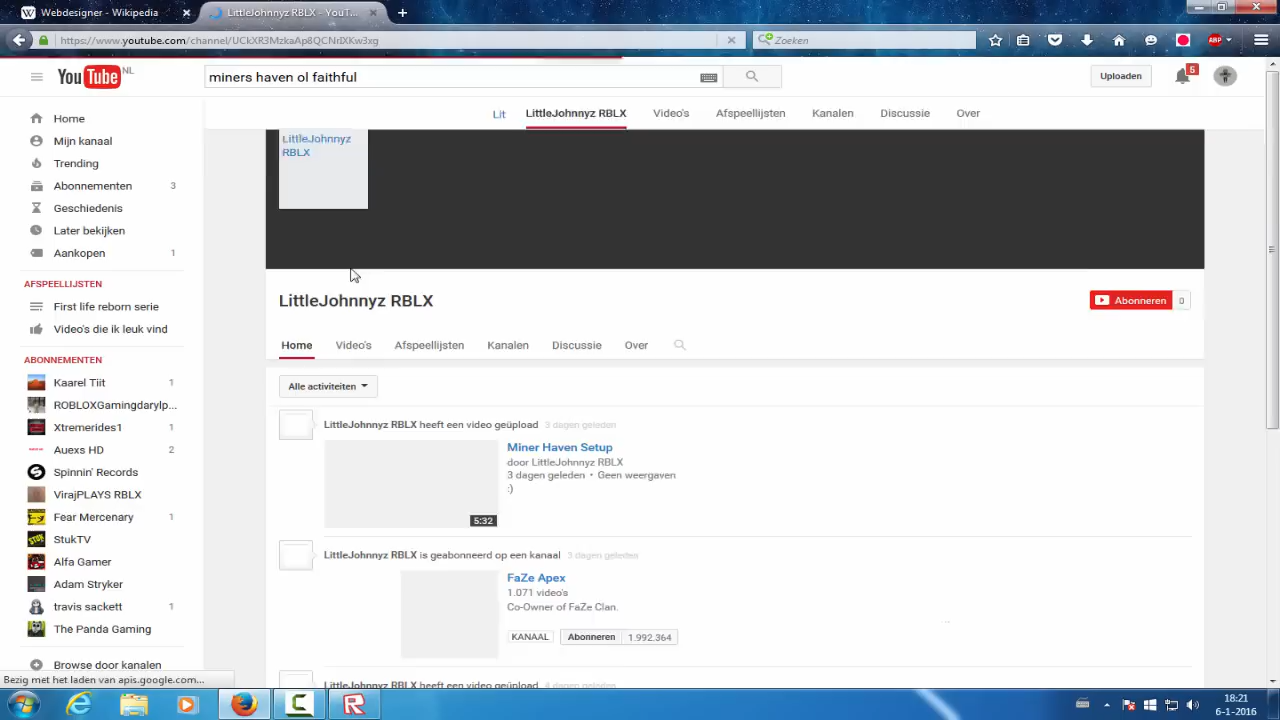 Webdesigner - Wikipedia
LittleJohnnyz RBLX - YouT...
https://www.youtube.com/channel/UCkXR3MzkaAp8QCNrIXKw3xg
Zoeken
ABP
YouTube NL
miners haven ol faithful
Uploaden
5
Lit
LittleJohnnyz RBLX
Video's
Afspeellijsten
Kanalen
Discussie
Over
Home
Mijn kanaal
Trending
Abonnementen 3
Geschiedenis
Later bekijken
Aankopen 1
AFSPEELLIJSTEN
First life reborn serie
Video's die ik leuk vind
ABONNEMENTEN
Kaarel Tiit 1
ROBLOXGamingdarylp...
Xtremerides1 1
Auexs HD 2
Spinnin' Records
VirajPLAYS RBLX
Fear Mercenary 1
StukTV
Alfa Gamer
Adam Stryker
travis sackett 1
The Panda Gaming
Browse door kanalen
Bezig met het laden van apis.google.com...
LittleJohnnyz
RBLX
LittleJohnnyz RBLX
Abonneren 0
Home
Video's
Afspeellijsten
Kanalen
Discussie
Over
Alle activiteiten
LittleJohnnyz RBLX heeft een video geüpload 3 dagen geleden
Miner Haven Setup
door LittleJohnnyz RBLX
3 dagen geleden • Geen weergaven
:)
5:32
LittleJohnnyz RBLX is geabonneerd op een kanaal 3 dagen geleden
FaZe Apex
1.071 video's
Co-Owner of FaZe Clan.
KANAAL
Abonneren 1.992.364
LittleJohnnyz RBLX heeft een video geüpload 4 dagen geleden
18:21
6-1-2016